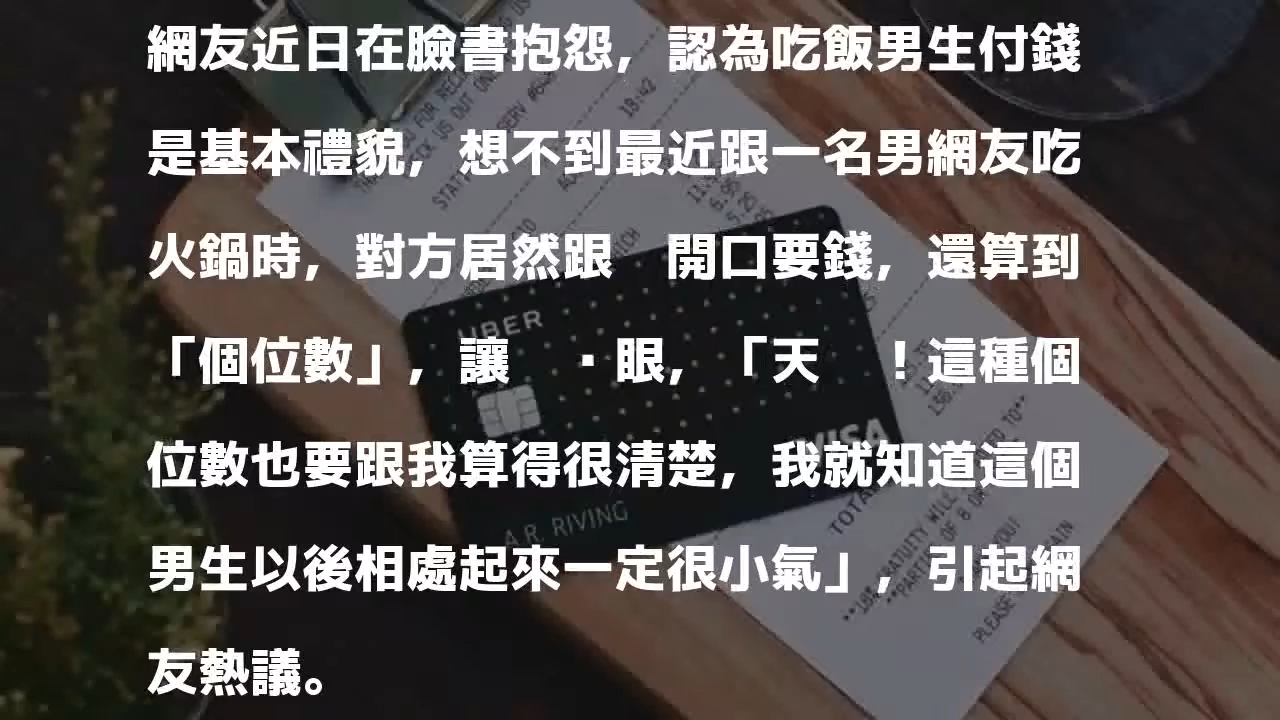 網友近日在臉書抱怨，認為吃飯男生付錢
是基本禮貌，想不到最近跟一名男網友吃
火鍋時，對方居然跟　開口要錢，還算到
「個位數」，讓　・眼，「天　！這種個
位數也要跟我算得很清楚，我就知道這個
男生以後相處起來一定很小氣」，引起網
友熱議。
18:42
UBER
VISA
A.R. RIVING
TOTAL
PLEASE